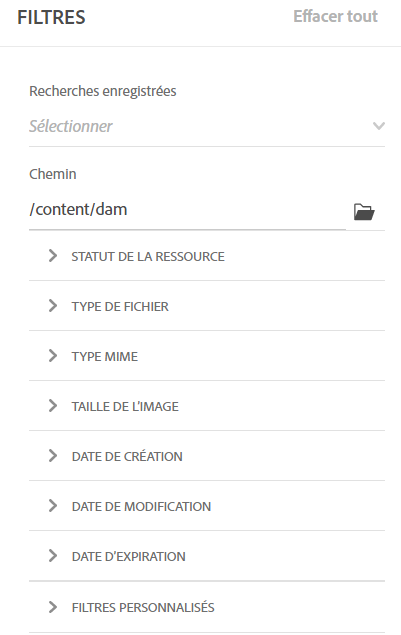 FILTRES
Effacer tout
Recherches enregistrées
Sélectionner
Chemin
/content/dam
STATUT DE LA RESSOURCE
TYPE DE FICHIER
TYPE MIME
TAILLE DE L'IMAGE
DATE DE CRÉATION
DATE DE MODIFICATION
DATE D'EXPIRATION
FILTRES PERSONNALISÉS